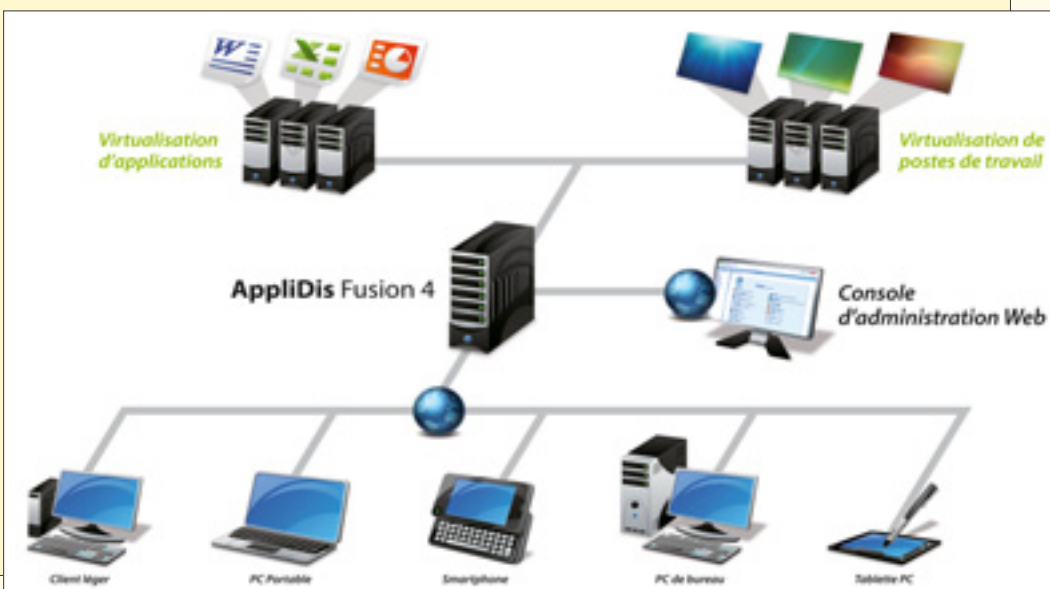 W
X
Virtualisation
d'applications
Virtualisation de
postes de travail
AppliDis Fusion 4
Console
d'administration Web
Client léger
PC Portable
Smartphone
PC de bureau
Tablette PC